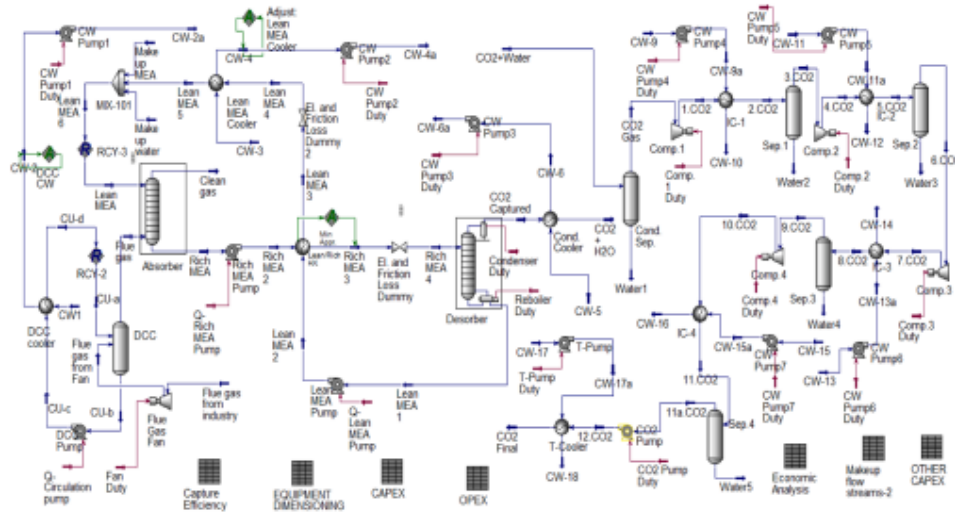 CW Pump1
CW-2a
CW Pump1 Duty
Make up MEA
MIX-101
Make up water
Lean MEA 6
Lean MEA 5
RCY-3
Lean MEA
DCC CW
Adjust: Lean MEA Cooler
CW-4
CW Pump2
CW-4a
CW Pump2 Duty
Lean MEA Cooler
Lean MEA 4
CW-3
El. and Friction Loss Dummy 2
Lean MEA 3
Clean gas
Absorber
Flue gas
Rich MEA
Rich MEA Pump
Q-Rich MEA Pump
Rich MEA 2
Lean/Rich HX
Min Appr.
Rich MEA 3
El. and Friction Loss Dummy
Rich MEA 4
Lean MEA 2
Lean MEA Pump
Q-Lean MEA Pump
Lean MEA 1
CU-d
RCY-2
CU-a
DCC cooler
CW1
Flue gas from Fan
DCC
CU-c
CU-b
DCC Pump
Q-Circulation pump
Flue Gas Fan
Fan Duty
Flue gas from industry
CW-6a
CW Pump3
CW Pump3 Duty
CW-6
CO2 Captured
Condenser Duty
Reboiler Duty
Desorber
Cond. Cooler
CW-5
CO2 + H2O
CO2+Water
CO2 Gas
Cond. Sep.
Water1
CW-9
CW Pump4
CW Pump4 Duty
CW-9a
1.CO2
Comp.1
Comp. 1 Duty
IC-1
CW-10
2.CO2
Sep.1
Water2
CW Pump5 Duty
CW-11
CW Pump5
3.CO2
CW-11a
4.CO2
Comp.2
Comp.2 Duty
5.CO2
IC-2
CW-12
Sep.2
Water3
6.CO2
CW-14
7.CO2
IC-3
8.CO2
Comp.3
Comp.3 Duty
CW-13a
CW Pump6
CW-13
CW Pump6 Duty
9.CO2
Sep.3
Water4
10.CO2
Comp.4
Comp.4 Duty
CW-16
IC-4
CW-15a
CW-15
CW Pump7
CW Pump7 Duty
11.CO2
11a.CO2
Sep.4
Water5
CO2 Pump
CO2 Pump Duty
12.CO2
CW-17
T-Pump
T-Pump Duty
CW-17a
CO2 Final
T-Cooler
CW-18
Capture Efficiency
EQUIPMENT DIMENSIONING
CAPEX
OPEX
Economic Analysis
Makeup flow streams-2
OTHER CAPEX